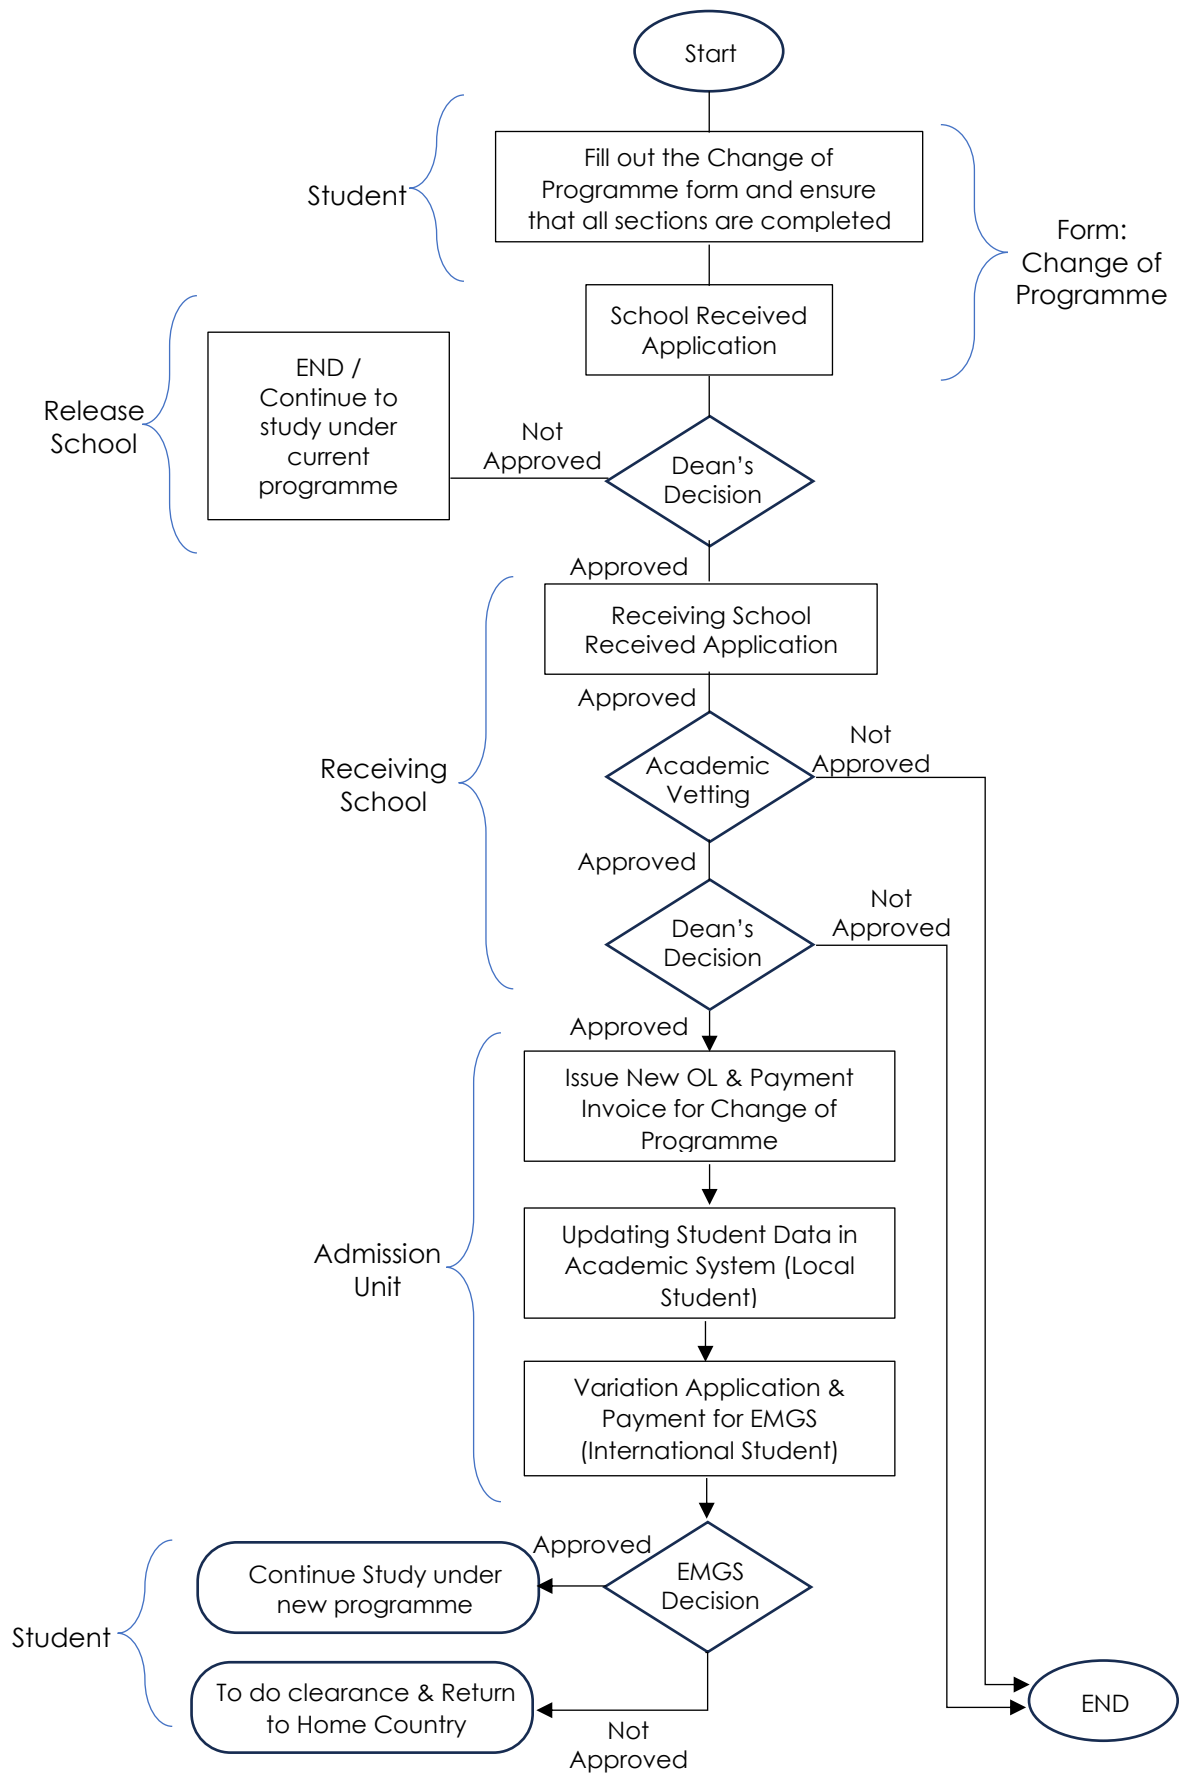 Start
Fill out the Change of
Programme form and ensure
that all sections are completed
Student
Form:
Change of
Programme
School Received
Application
END /
Continue to
study under
current
programme
Release
School
Not
Approved
Dean’s
Decision
Approved
Receiving School
Received Application
Approved
Receiving
School
Academic
Vetting
Not
Approved
Approved
Dean’s
Decision
Not
Approved
Approved
Issue New OL & Payment
Invoice for Change of
Programme
Admission
Unit
Updating Student Data in
Academic System (Local
Student)
Variation Application &
Payment for EMGS
(International Student)
Approved
EMGS
Decision
Continue Study under
new programme
Student
To do clearance & Return
to Home Country
Not
Approved
END